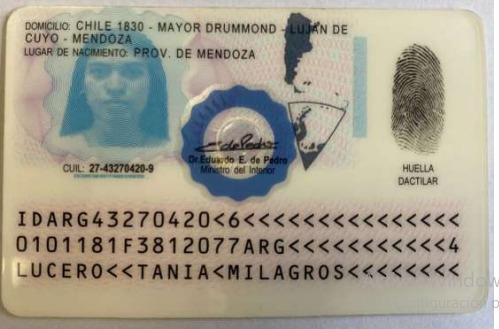 DOMICILIO: CHILE 1830 - MAYOR DRUMMOND - LUJAN DE
CUYO - MENDOZA
LUGAR DE NACIMIENTO: PROV. DE MENDOZA
CUIL: 27-43270420-9
Dr. Eduardo E. de Pedro
Ministro del Interior
HUELLA
DACTILAR
IDARG43270420<6<<<<<<<<<<<<<<<
0101181F3812077ARG<<<<<<<<<<<4
LUCERO<<TANIA<MILAGROS<<<<<<<<